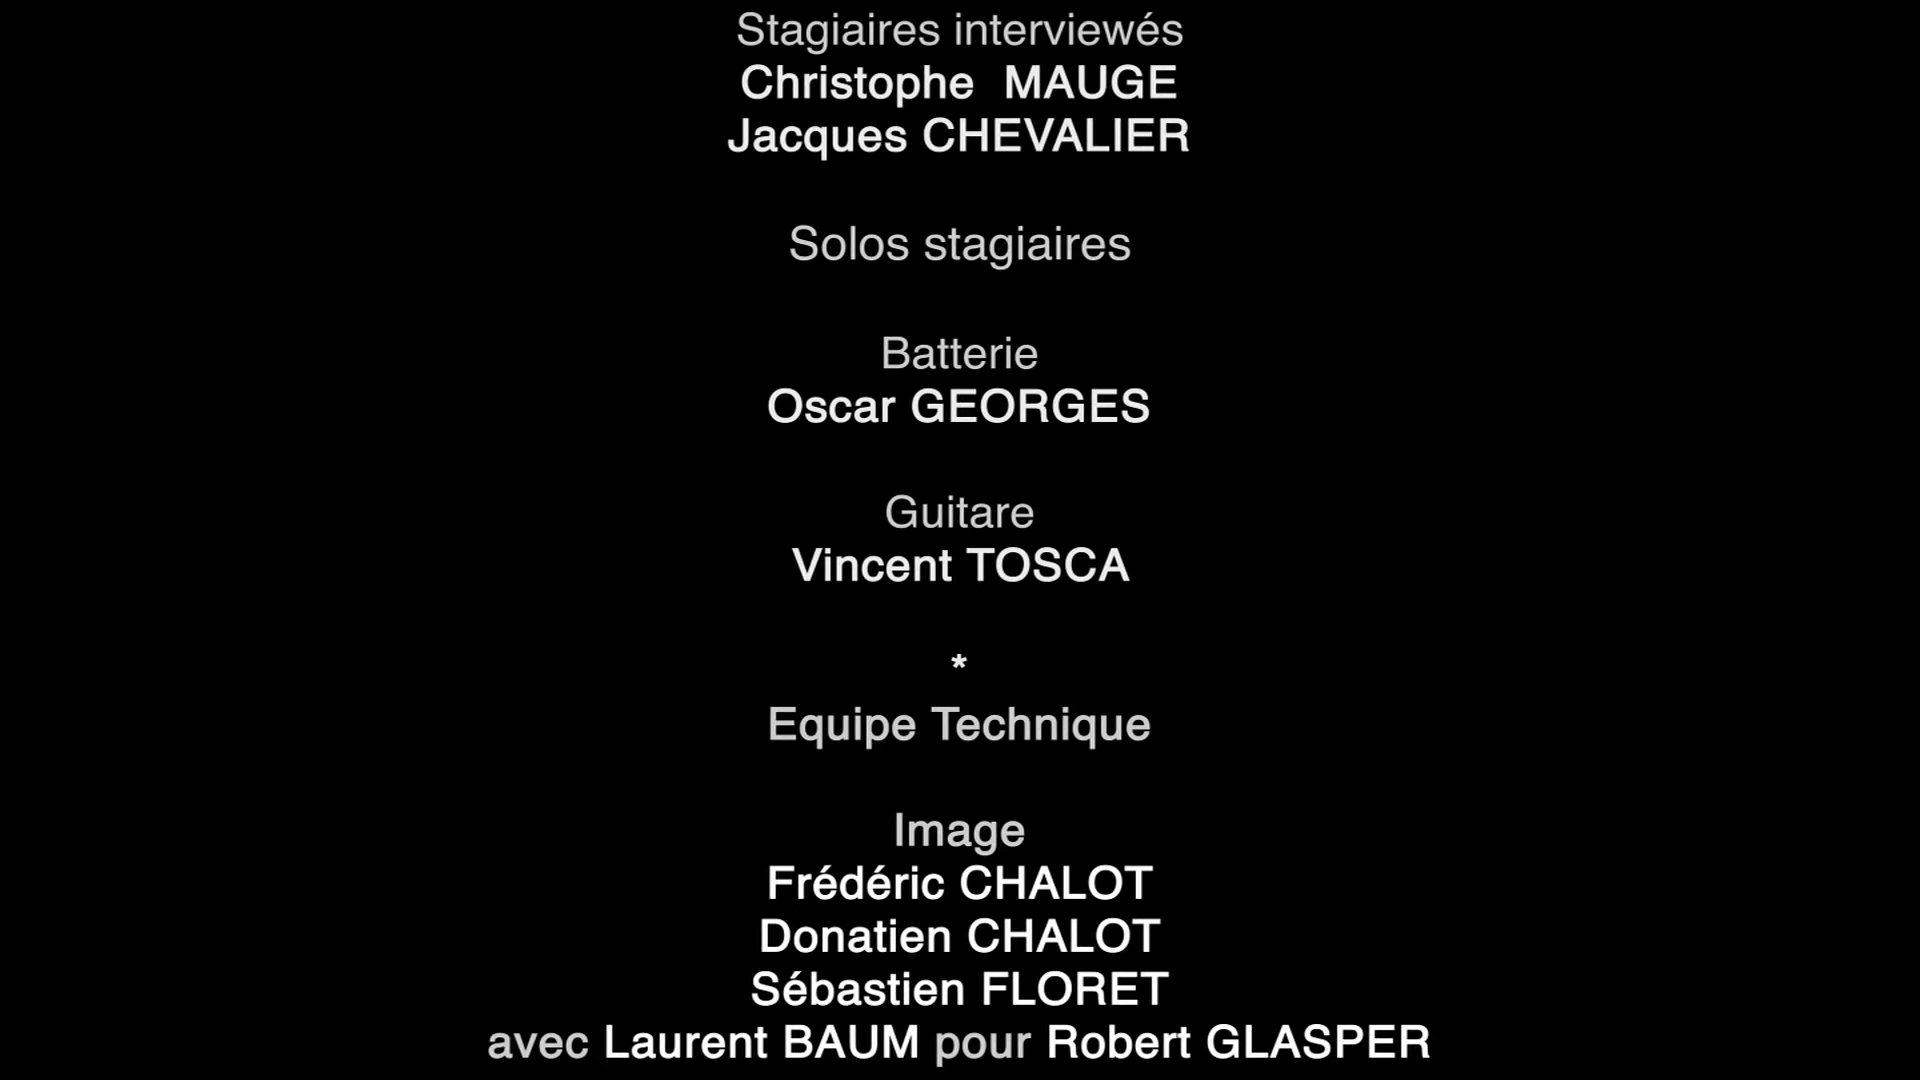 Stagiaires interviewés
Christophe  MAUGE
Jacques CHEVALIER
Solos stagiaires
Batterie
Oscar GEORGES
Guitare
Vincent TOSCA
*
Equipe Technique
Image
Frédéric CHALOT
Donatien CHALOT
Sébastien FLORET
avec Laurent BAUM pour Robert GLASPER